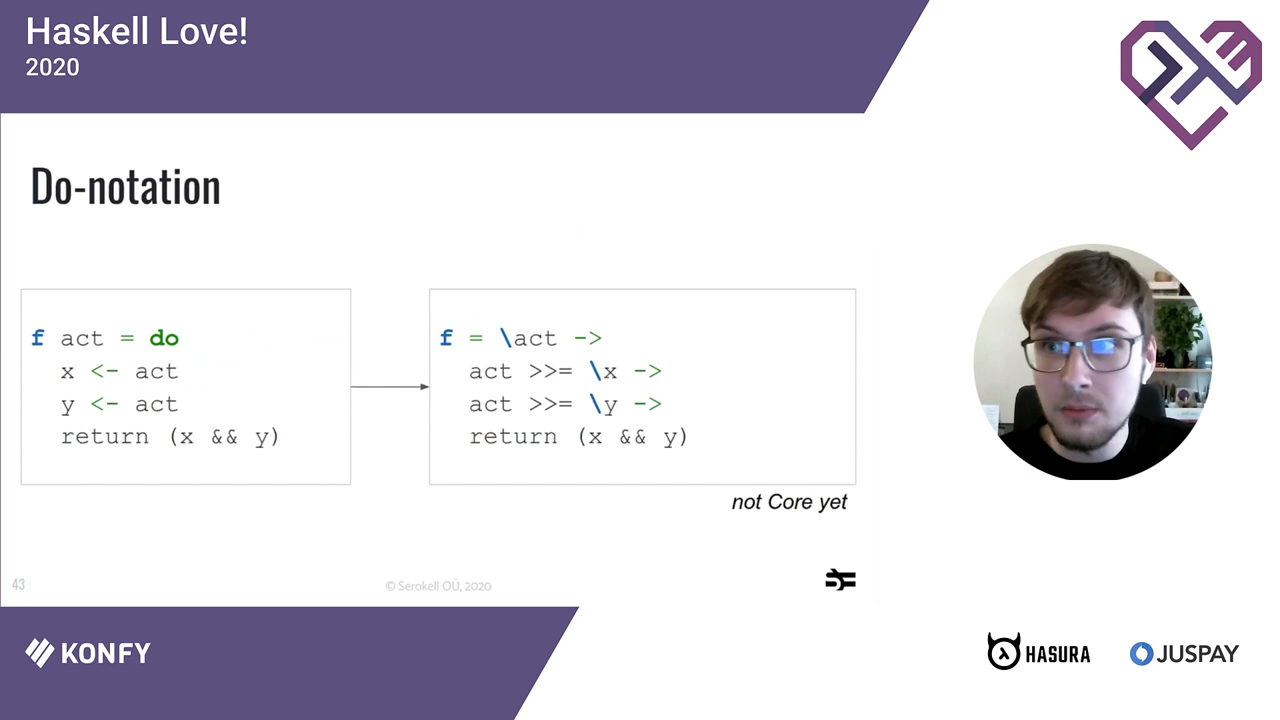 Haskell Love!
2020
Do-notation
f act = do
x <- act
y <- act
return (x && y)
f = \act ->
act >>= \x ->
act >>= \y ->
return (x && y)
not Core yet
43
© Serokell OÜ, 2020
KONFY
HASURA
JUSPAY